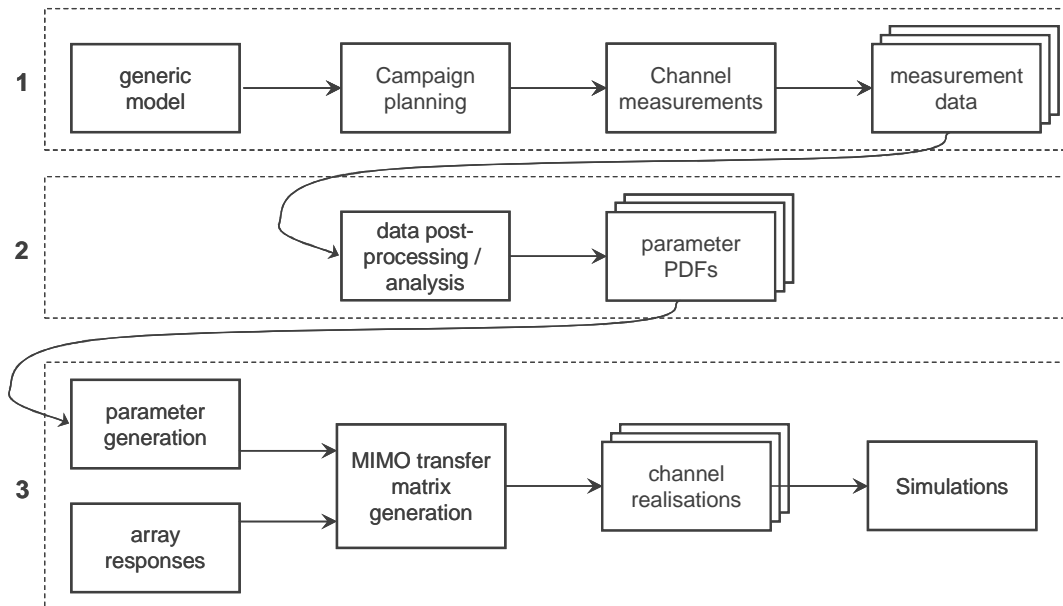 1
generic
model
Campaign
planning
Channel
measurements
measurement
data
2
data post-
processing /
analysis
parameter
PDFs
3
parameter
generation
array
responses
MIMO transfer
matrix
generation
channel
realisations
Simulations